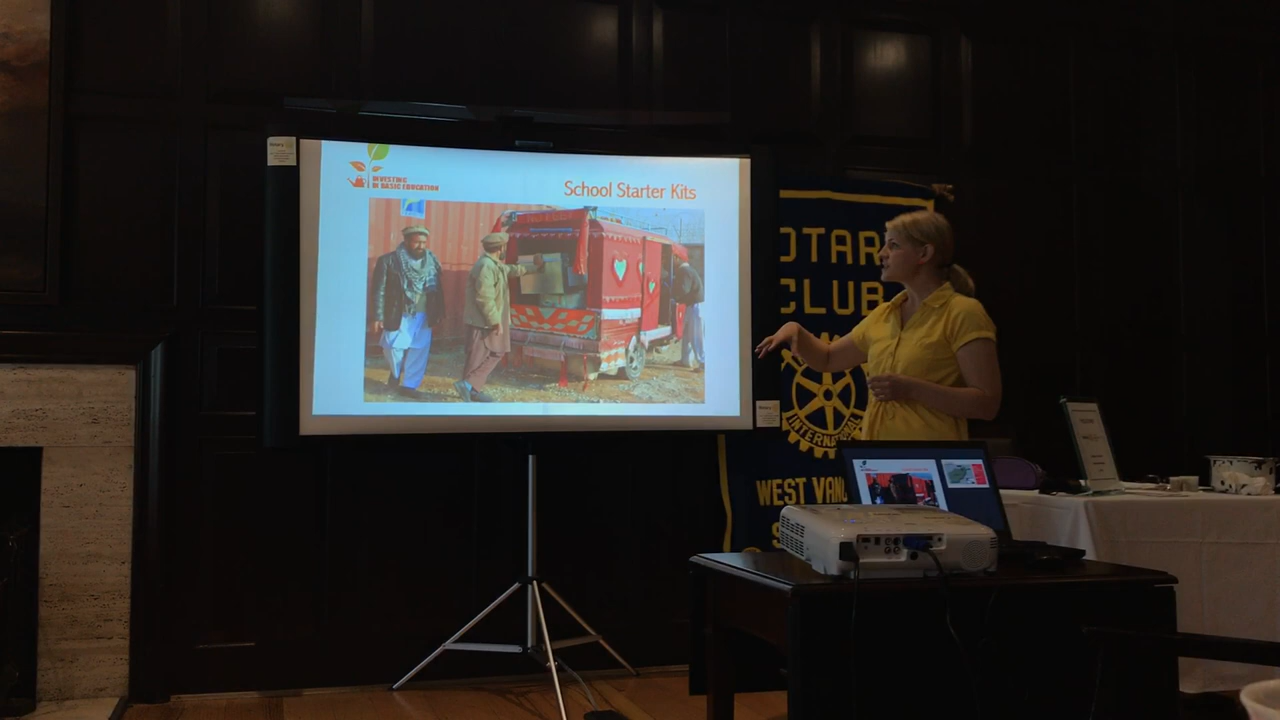 INVESTING
IN BASIC EDUCATION
School Starter Kits
OTAR
CLUB
INTERNATIONAL
WEST VANC